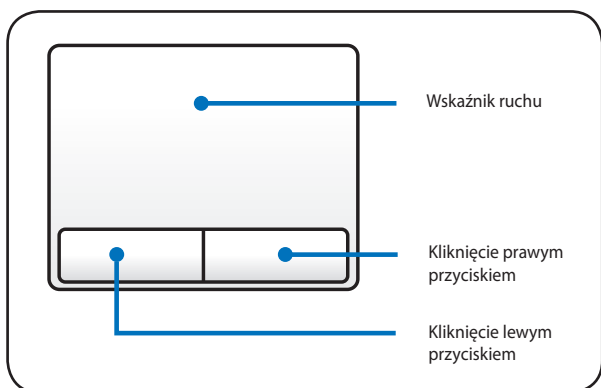 Wskaźnik ruchu
Kliknięcie prawym
przyciskiem
Kliknięcie lewym
przyciskiem